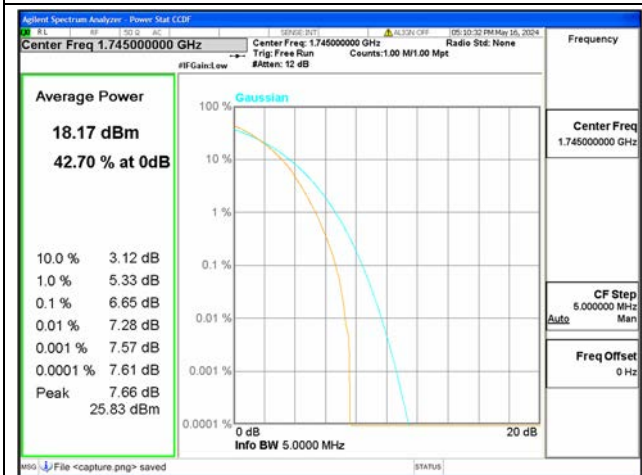 Agilent Spectrum Analyzer - Power Stat CCDF
RL RF 50 Ω AC SENSE:INT ALIGN OFF 05:10:32 PM May 16, 2024
Center Freq 1.745000000 GHz
Center Freq: 1.745000000 GHz Radio Std: None
Trig: Free Run Counts:1.00 M/1.00 Mpt
#IFGain:Low #Atten: 12 dB
Frequency
Average Power
18.17 dBm
42.70 % at 0dB
10.0 % 3.12 dB
1.0 % 5.33 dB
0.1 % 6.65 dB
0.01 % 7.28 dB
0.001 % 7.57 dB
0.0001 % 7.61 dB
Peak 7.66 dB
25.83 dBm
Gaussian
100 %
10 %
1 %
0.1 %
0.01 %
0.001 %
0.0001 %
0 dB 20 dB
Info BW 5.0000 MHz
Center Freq
1.745000000 GHz
CF Step
5.000000 MHz
Auto Man
Freq Offset
0 Hz
MSG File <capture.png> saved STATUS